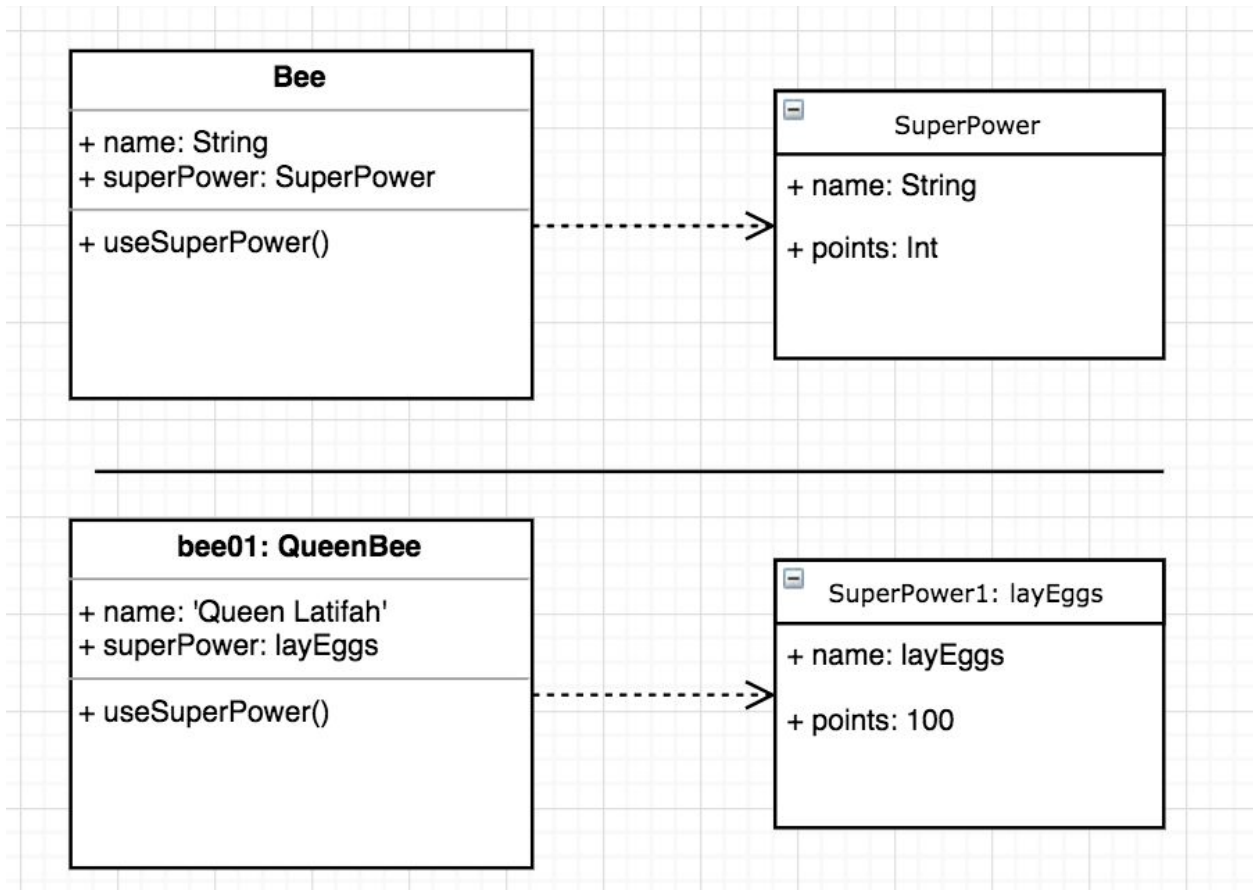 Bee
+ name: String
+ superPower: SuperPower
+ useSuperPower()
SuperPower
+ name: String
+ points: Int
bee01: QueenBee
+ name: 'Queen Latifah'
+ superPower: layEggs
+ useSuperPower()
SuperPower1: layEggs
+ name: layEggs
+ points: 100